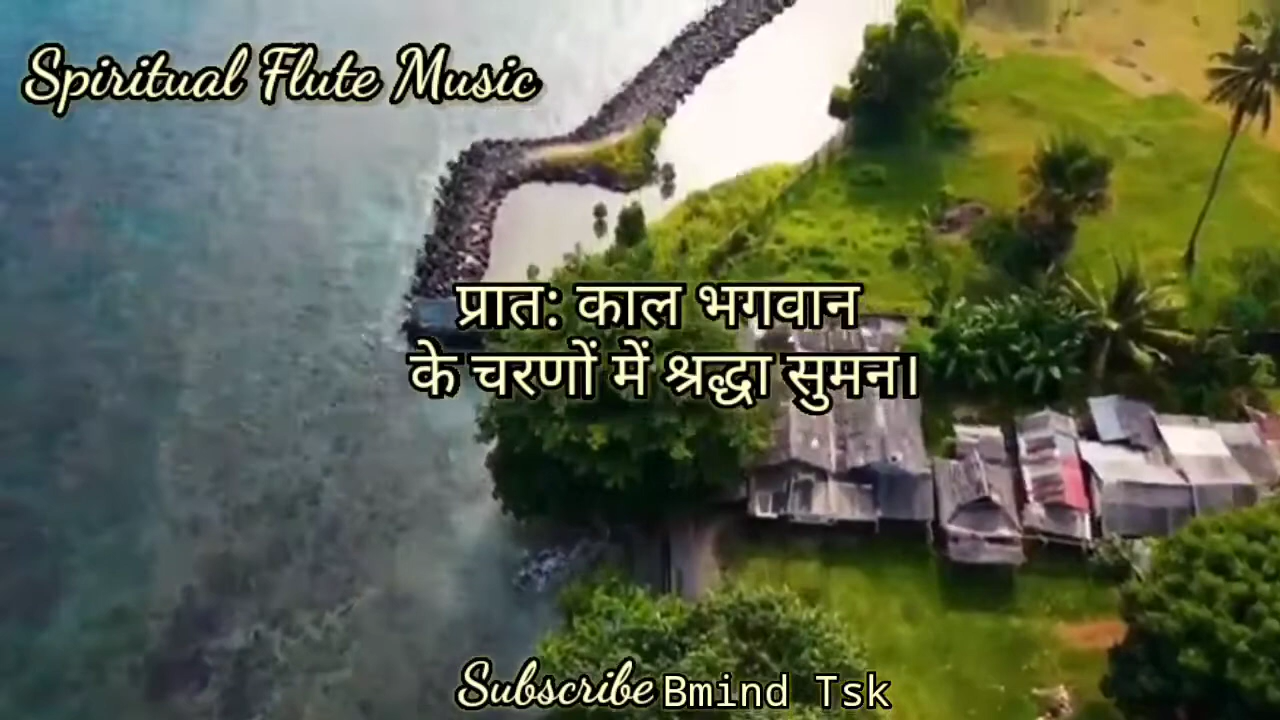 Spiritual Flute Music
प्रात: काल भगवान
के चरणों में श्रद्धा सुमन।
Subscribe Bmind Tsk